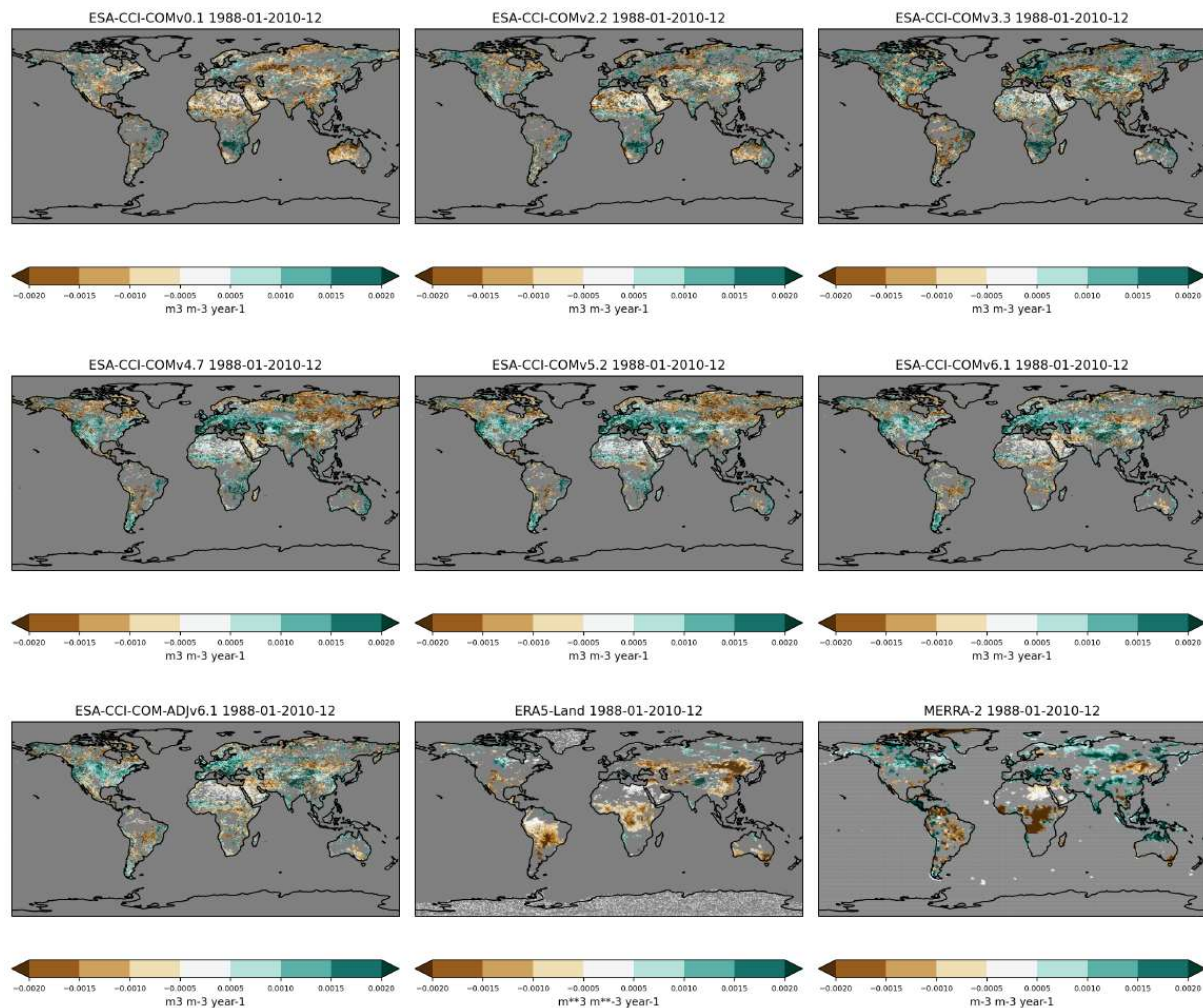 ESA-CCI-COMv0.1 1988-01-2010-12
ESA-CCI-COMv2.2 1988-01-2010-12
ESA-CCI-COMv3.3 1988-01-2010-12
−0.0020 −0.0015 −0.0010 −0.0005 0.0005 0.0010 0.0015 0.0020
−0.0020 −0.0015 −0.0010 −0.0005 0.0005 0.0010 0.0015 0.0020
−0.0020 −0.0015 −0.0010 −0.0005 0.0005 0.0010 0.0015 0.0020
m3 m-3 year-1
m3 m-3 year-1
m3 m-3 year-1
ESA-CCI-COMv4.7 1988-01-2010-12
ESA-CCI-COMv5.2 1988-01-2010-12
ESA-CCI-COMv6.1 1988-01-2010-12
−0.0020 −0.0015 −0.0010 −0.0005 0.0005 0.0010 0.0015 0.0020
−0.0020 −0.0015 −0.0010 −0.0005 0.0005 0.0010 0.0015 0.0020
−0.0020 −0.0015 −0.0010 −0.0005 0.0005 0.0010 0.0015 0.0020
m3 m-3 year-1
m3 m-3 year-1
m3 m-3 year-1
ESA-CCI-COM-ADJv6.1 1988-01-2010-12
ERA5-Land 1988-01-2010-12
MERRA-2 1988-01-2010-12
−0.0020 −0.0015 −0.0010 −0.0005 0.0005 0.0010 0.0015 0.0020
−0.0020 −0.0015 −0.0010 −0.0005 0.0005 0.0010 0.0015 0.0020
−0.0020 −0.0015 −0.0010 −0.0005 0.0005 0.0010 0.0015 0.0020
m3 m-3 year-1
m**3 m**-3 year-1
m-3 m-3 year-1